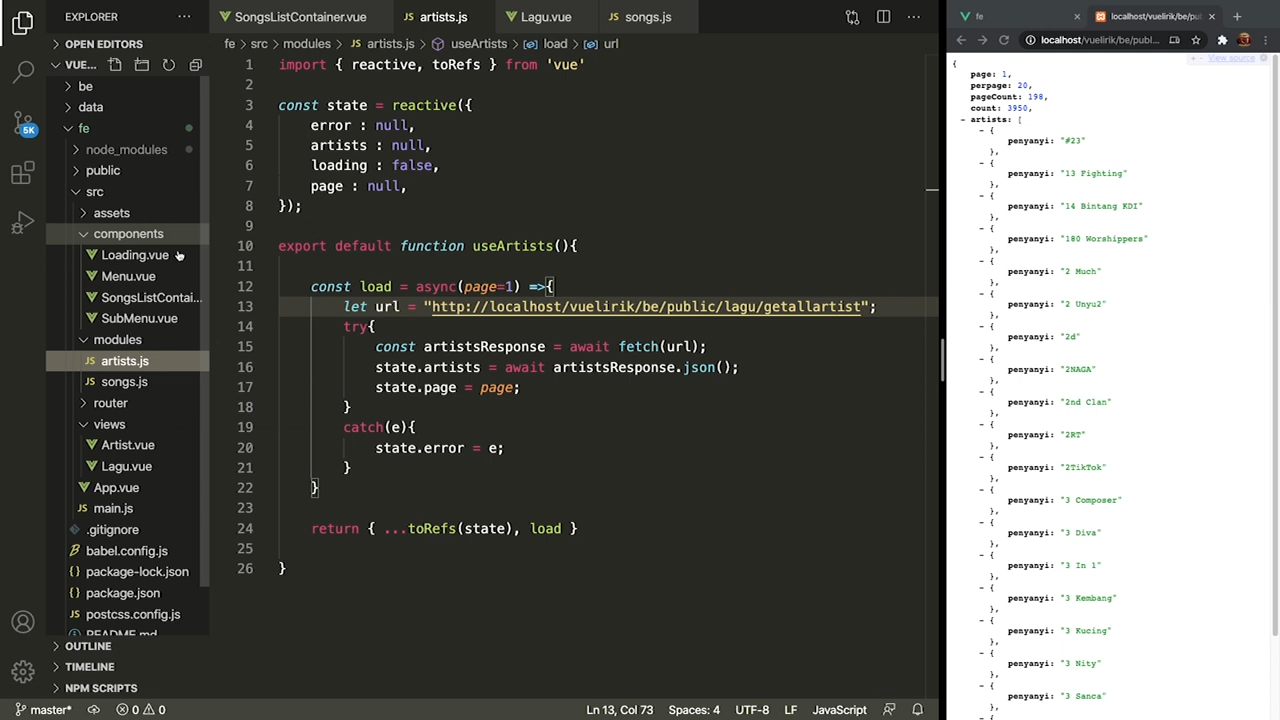 EXPLORER
OPEN EDITORS
VUE...
be
data
fe
node_modules
public
src
assets
components
Loading.vue
Menu.vue
SongsListContai...
SubMenu.vue
modules
artists.js
songs.js
router
views
Artist.vue
Lagu.vue
App.vue
main.js
.gitignore
babel.config.js
package-lock.json
package.json
postcss.config.js
README.md
OUTLINE
TIMELINE
NPM SCRIPTS
5K
SongsListContainer.vue
artists.js
Lagu.vue
songs.js
fe > src > modules > artists.js > useArtists > load > url
1 import { reactive, toRefs } from 'vue'
2
3 const state = reactive({
4 error : null,
5 artists : null,
6 loading : false,
7 page : null,
8 });
9
10 export default function useArtists(){
11
12 const load = async(page=1) =>{
13 let url = "http://localhost/vuelirik/be/public/lagu/getallartist";
14 try{
15 const artistsResponse = await fetch(url);
16 state.artists = await artistsResponse.json();
17 state.page = page;
18 }
19 catch(e){
20 state.error = e;
21 }
22 }
23
24 return { ...toRefs(state), load }
25
26 }
master*
0 0
Ln 13, Col 73
Spaces: 4
UTF-8
LF
JavaScript
fe
localhost/vuelirik/be/pub
localhost/vuelirik/be/publ...
View source
{
page: 1,
perpage: 20,
pageCount: 198,
count: 3950,
- artists: [
- {
penyanyi: "#23"
},
- {
penyanyi: "13 Fighting"
},
- {
penyanyi: "14 Bintang KDI"
},
- {
penyanyi: "180 Worshippers"
},
- {
penyanyi: "2 Much"
},
- {
penyanyi: "2 Unyu2"
},
- {
penyanyi: "2d"
},
- {
penyanyi: "2NAGA"
},
- {
penyanyi: "2nd Clan"
},
- {
penyanyi: "2RT"
},
- {
penyanyi: "2TikTok"
},
- {
penyanyi: "3 Composer"
},
- {
penyanyi: "3 Diva"
},
- {
penyanyi: "3 In 1"
},
- {
penyanyi: "3 Kembang"
},
- {
penyanyi: "3 Kucing"
},
- {
penyanyi: "3 Nity"
},
- {
penyanyi: "3 Sanca"
},